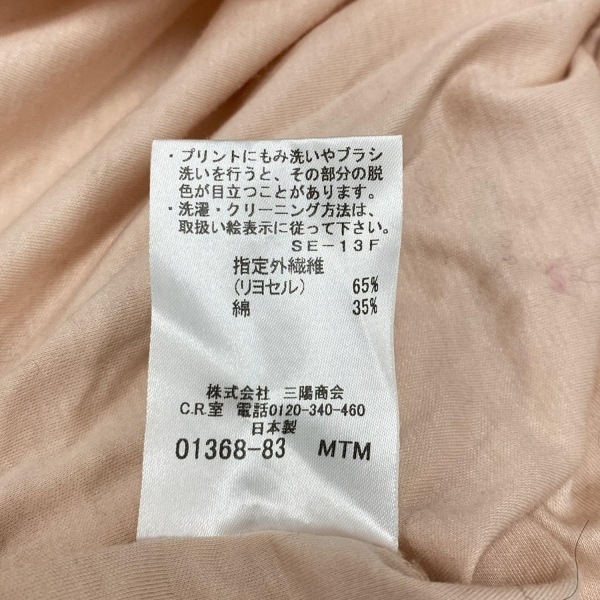 ・プリントにもみ洗いやブラシ
洗いを行うと、その部分の脱
色が目立つことがあります。
・洗濯・クリーニング方法は、
取扱い絵表示に従って下さい。
SE-13F
指定外繊維
(リヨセル) 65%
綿 35%
株式会社 三陽商会
C.R.室 電話0120-340-460
日本製
01368-83 MTM